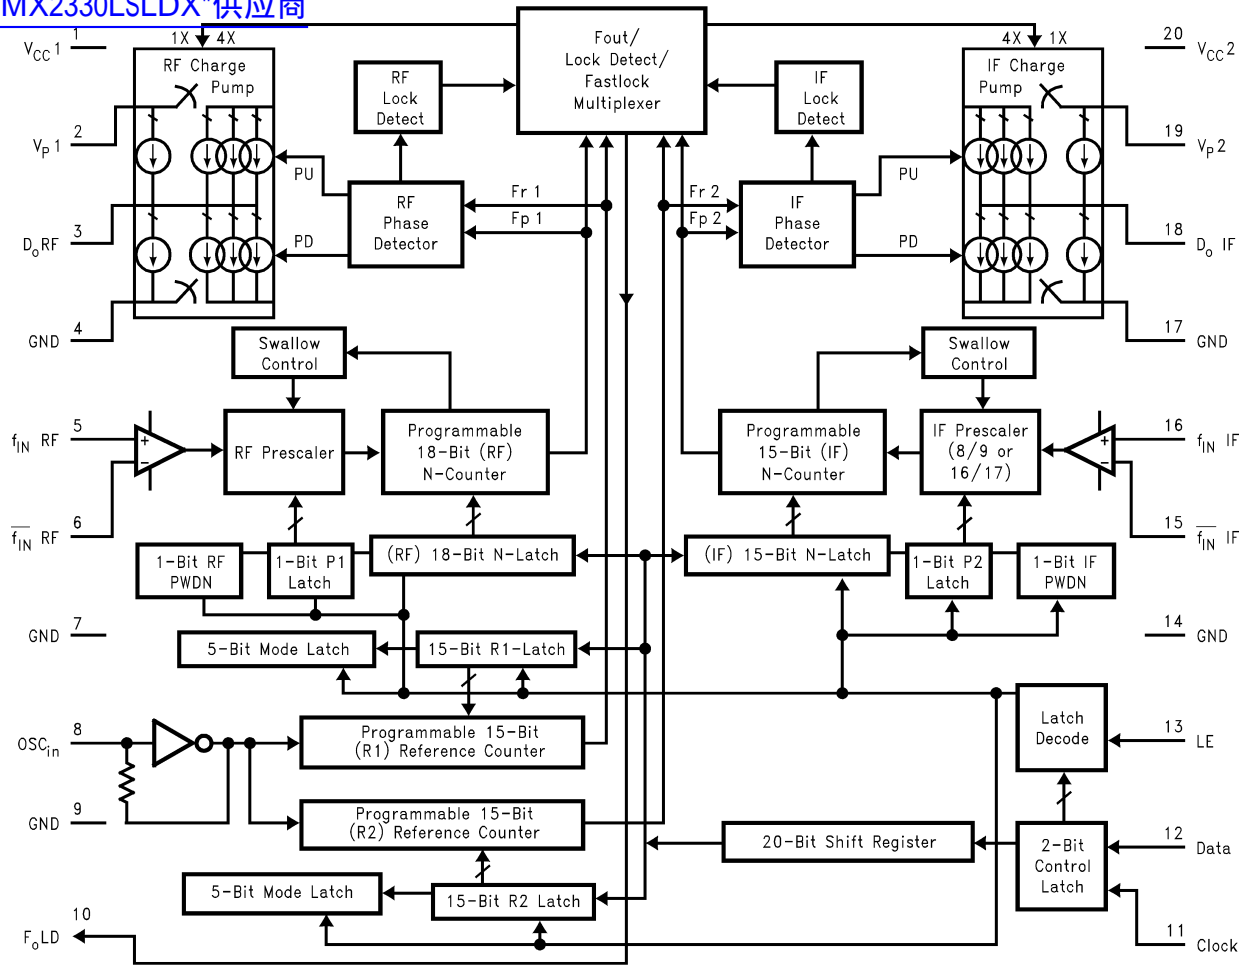 MX2330LSLDX"供应商
1
V_CC 1
1X 4X
RF Charge
Pump
2
V_P 1
3
D_o RF
4
GND
PU
PD
RF
Lock
Detect
Fout/
Lock Detect/
Fastlock
Multiplexer
IF
Lock
Detect
4X 1X
IF Charge
Pump
20
V_CC 2
19
V_P 2
18
D_o IF
17
GND
RF
Phase
Detector
Fr 1
Fp 1
Fr 2
Fp 2
IF
Phase
Detector
PU
PD
Swallow
Control
Swallow
Control
5
f_IN RF
+
−
6
f̅_I̅N̅ RF
RF Prescaler
Programmable
18-Bit (RF)
N-Counter
Programmable
15-Bit (IF)
N-Counter
IF Prescaler
(8/9 or
16/17)
+
−
16
f_IN IF
15
f̅_I̅N̅ IF
1-Bit RF
PWDN
1-Bit P1
Latch
(RF) 18-Bit N-Latch
(IF) 15-Bit N-Latch
1-Bit P2
Latch
1-Bit IF
PWDN
7
GND
14
GND
5-Bit Mode Latch
15-Bit R1-Latch
8
OSC_in
Programmable 15-Bit
(R1) Reference Counter
Latch
Decode
13
LE
9
GND
Programmable 15-Bit
(R2) Reference Counter
20-Bit Shift Register
2-Bit
Control
Latch
12
Data
11
Clock
5-Bit Mode Latch
15-Bit R2 Latch
10
F_oLD